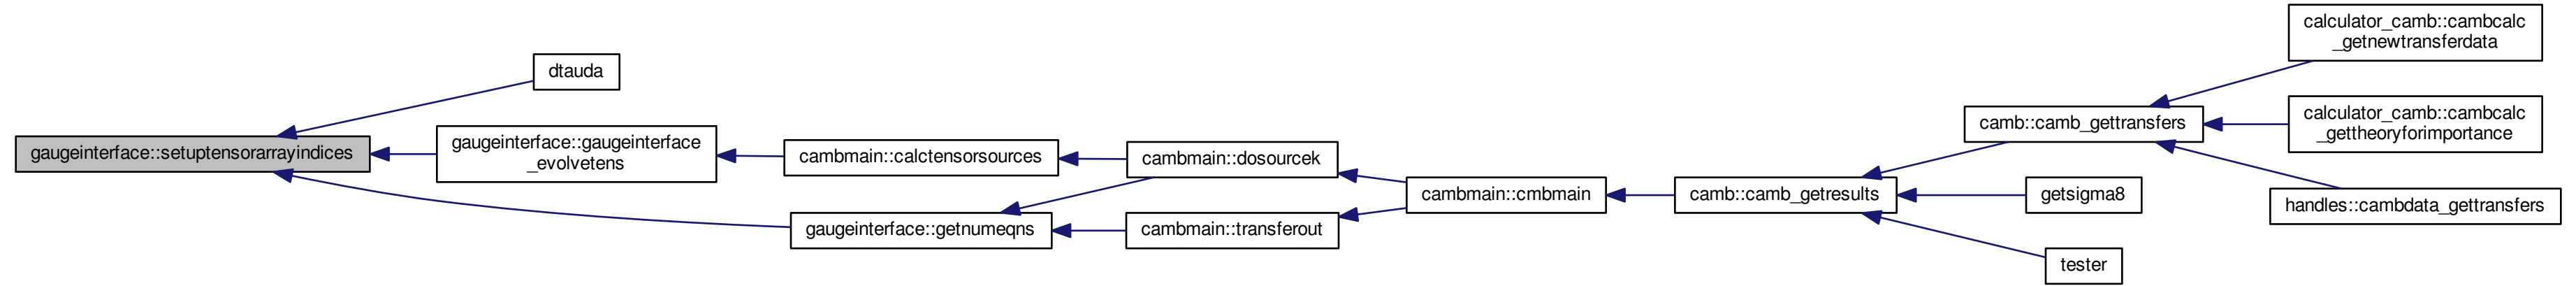 gaugeinterface::setuptensorarrayindices
dtauda
gaugeinterface::gaugeinterface
_evolvetens
cambmain::calctensorsources
gaugeinterface::getnumeqns
cambmain::dosourcek
cambmain::transferout
cambmain::cmbmain
camb::camb_getresults
camb::camb_gettransfers
getsigma8
tester
calculator_camb::cambcalc
_getnewtransferdata
calculator_camb::cambcalc
_gettheoryforimportance
handles::cambdata_gettransfers